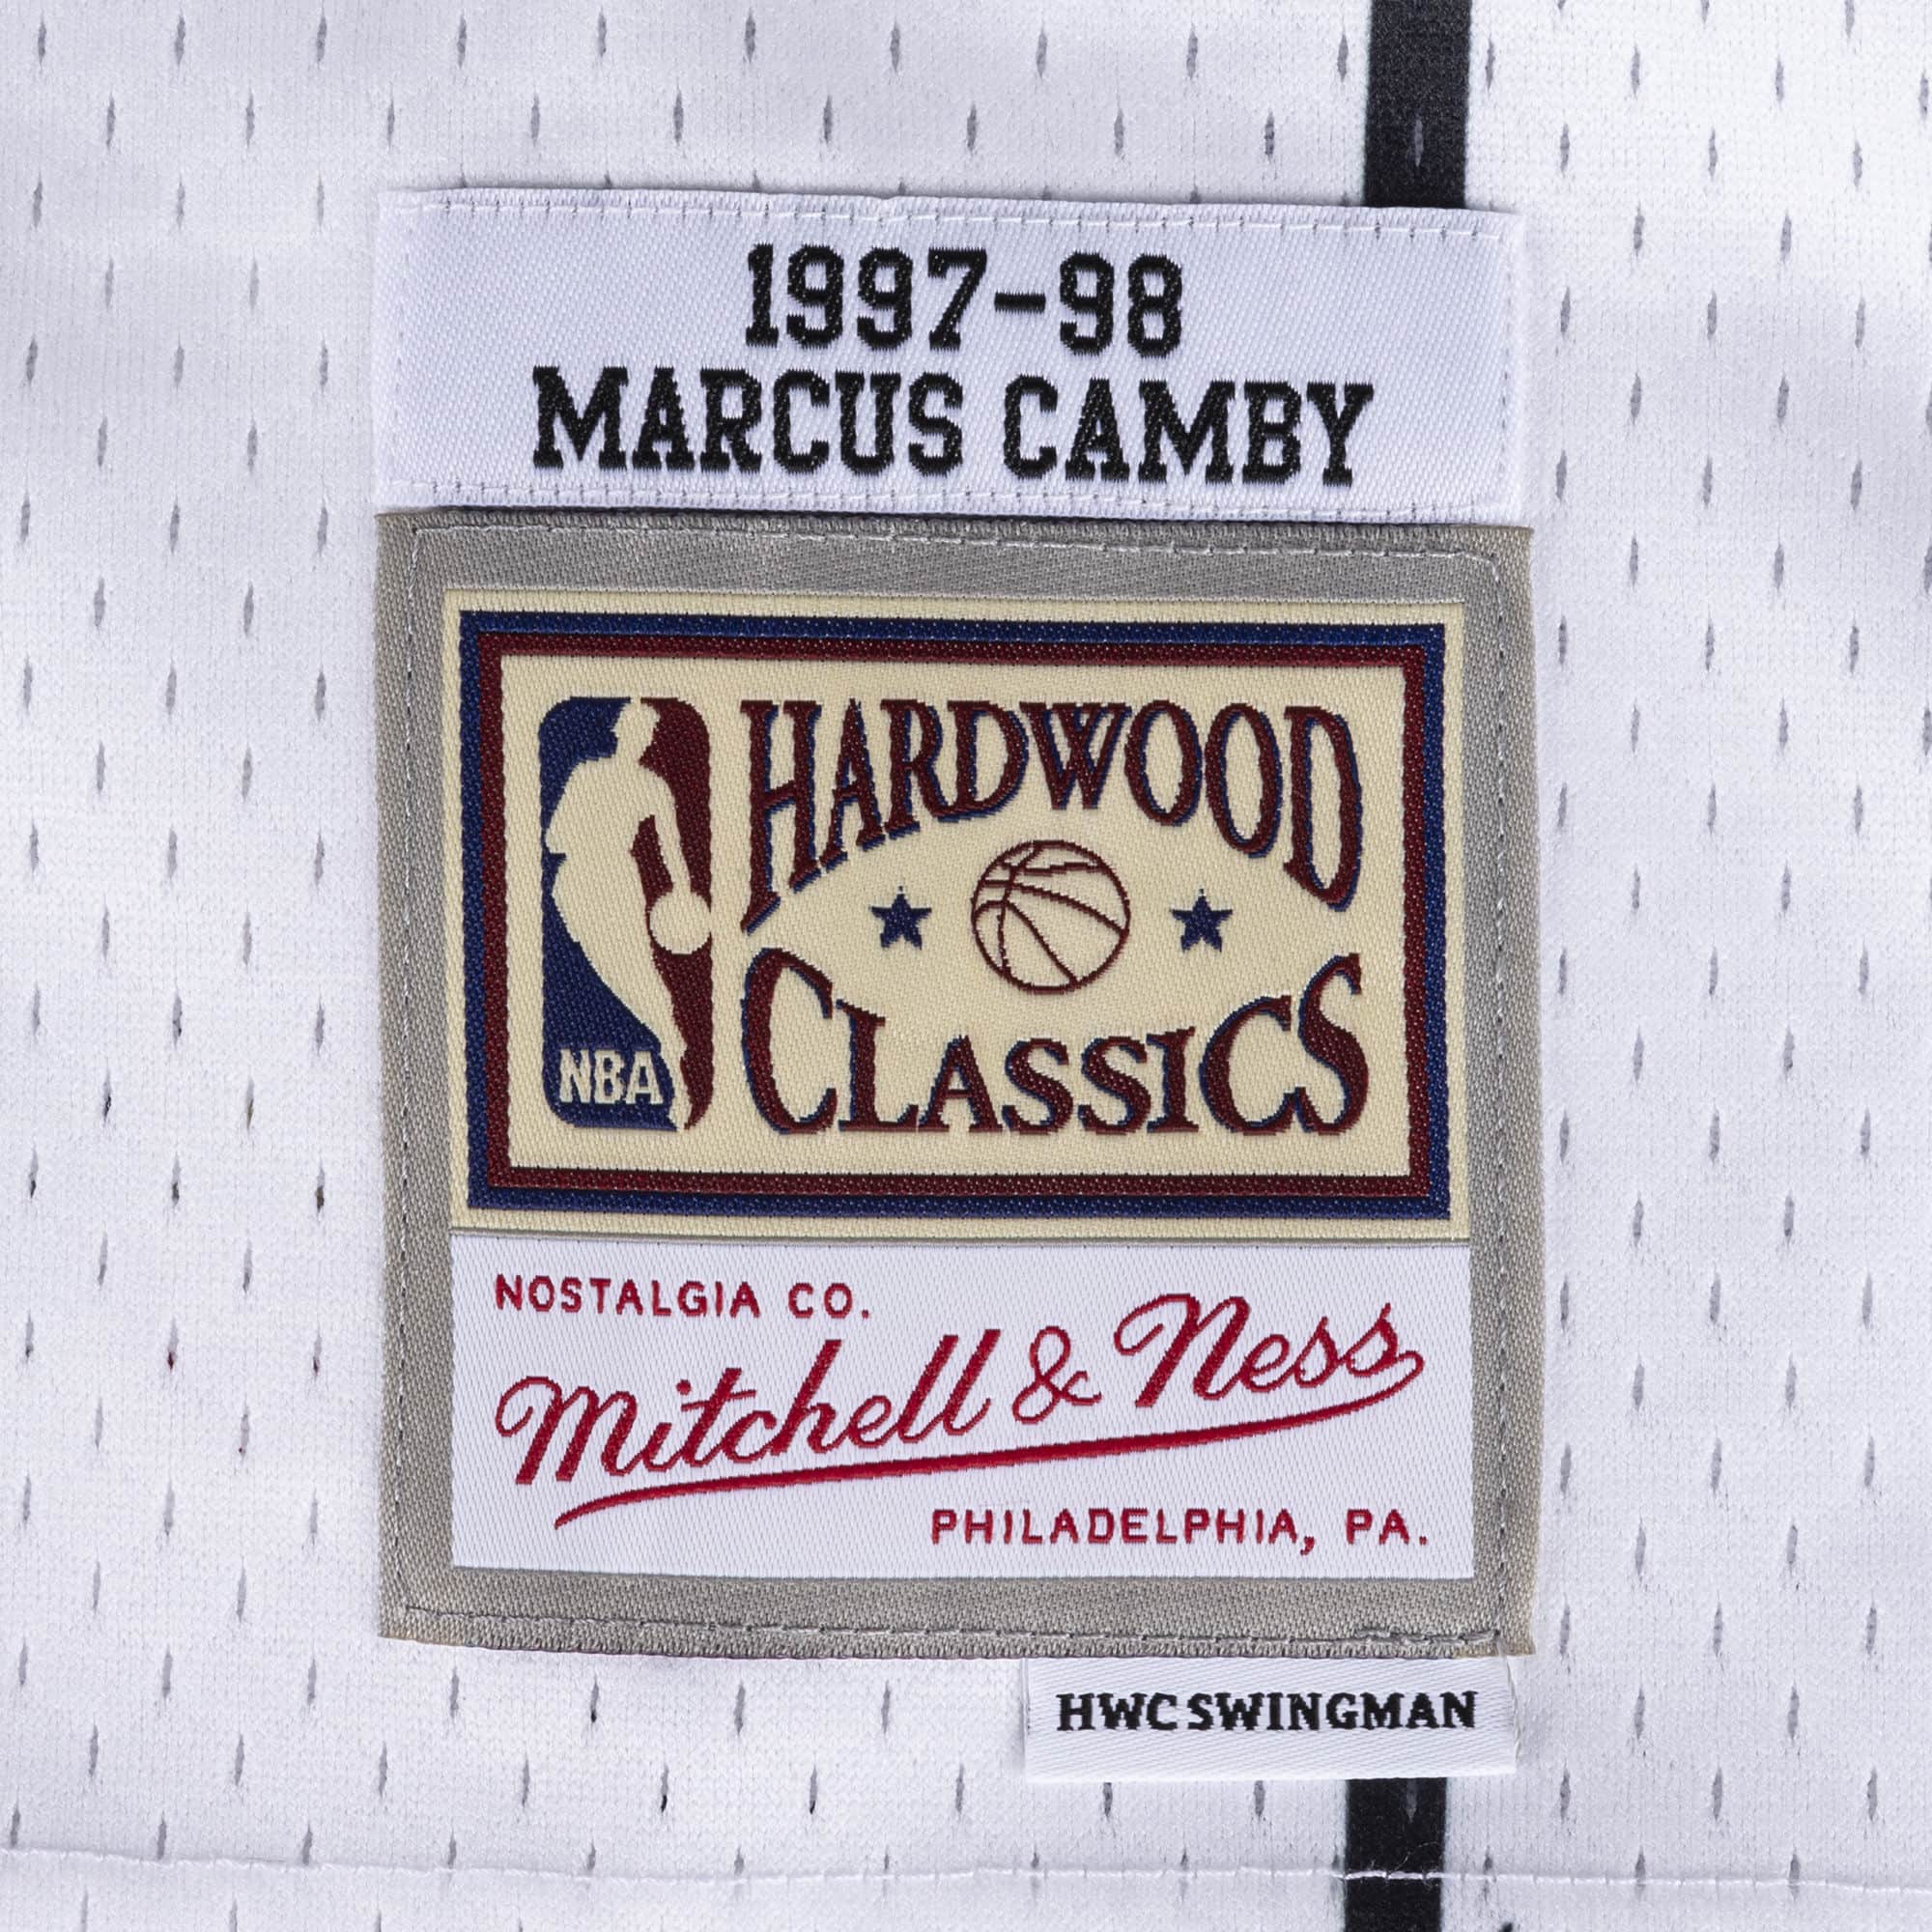 1997-98
MARCUS CAMBY
HARDWOOD
CLASSICS
NBA
NOSTALGIA CO.
Mitchell & Ness
PHILADELPHIA, PA.
HWC SWINGMAN